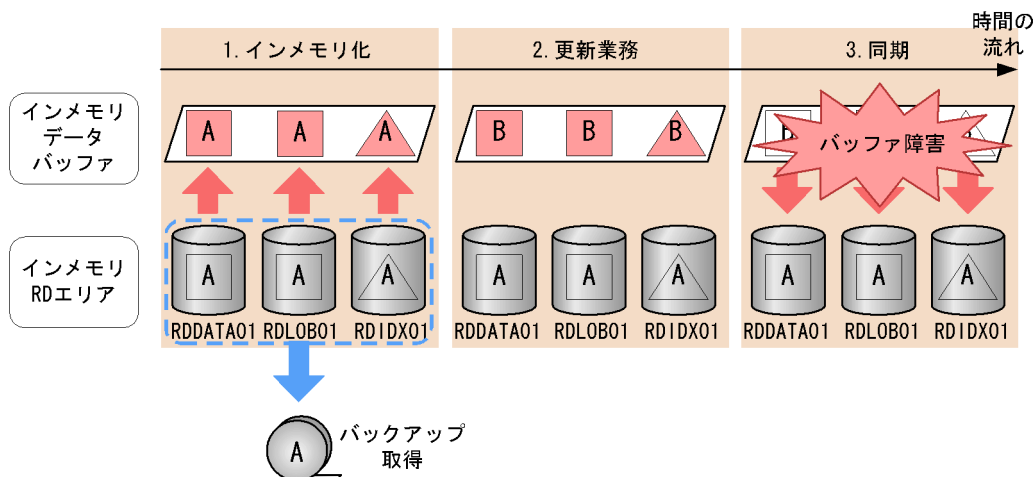 時間の
流れ
1.インメモリ化
2.更新業務
3.同期
インメモリ
データ
バッファ
A
A
A
B
B
B
B
B
バッファ障害
インメモリ
RDエリア
A
A
A
A
A
A
A
A
A
RDDATA01
RDLOB01
RDIDX01
RDDATA01
RDLOB01
RDIDX01
RDDATA01
RDLOB01
RDIDX01
A
バックアップ
取得